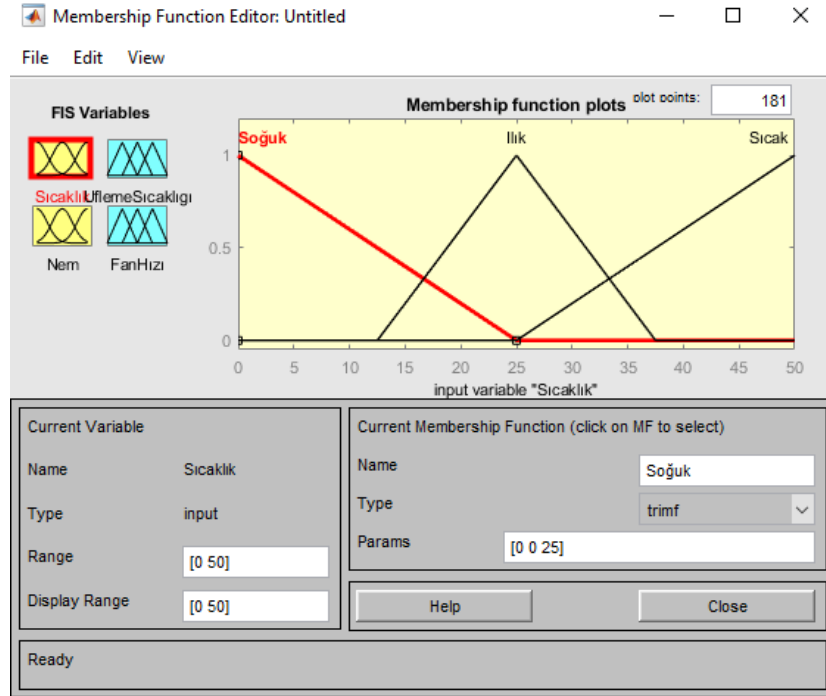 Membership Function Editor: Untitled
File Edit View
FIS Variables
Membership function plots
plot points:
181
Soğuk
Ilık
Sıcak
1
0.5
0
0 5 10 15 20 25 30 35 40 45 50
input variable "Sıcaklık"
Sıcaklık
UflemeSıcaklıgı
Nem
FanHızı
Current Variable
Name Sıcaklık
Type input
Range [0 50]
Display Range [0 50]
Current Membership Function (click on MF to select)
Name Soğuk
Type trimf
Params [0 0 25]
Help Close
Ready